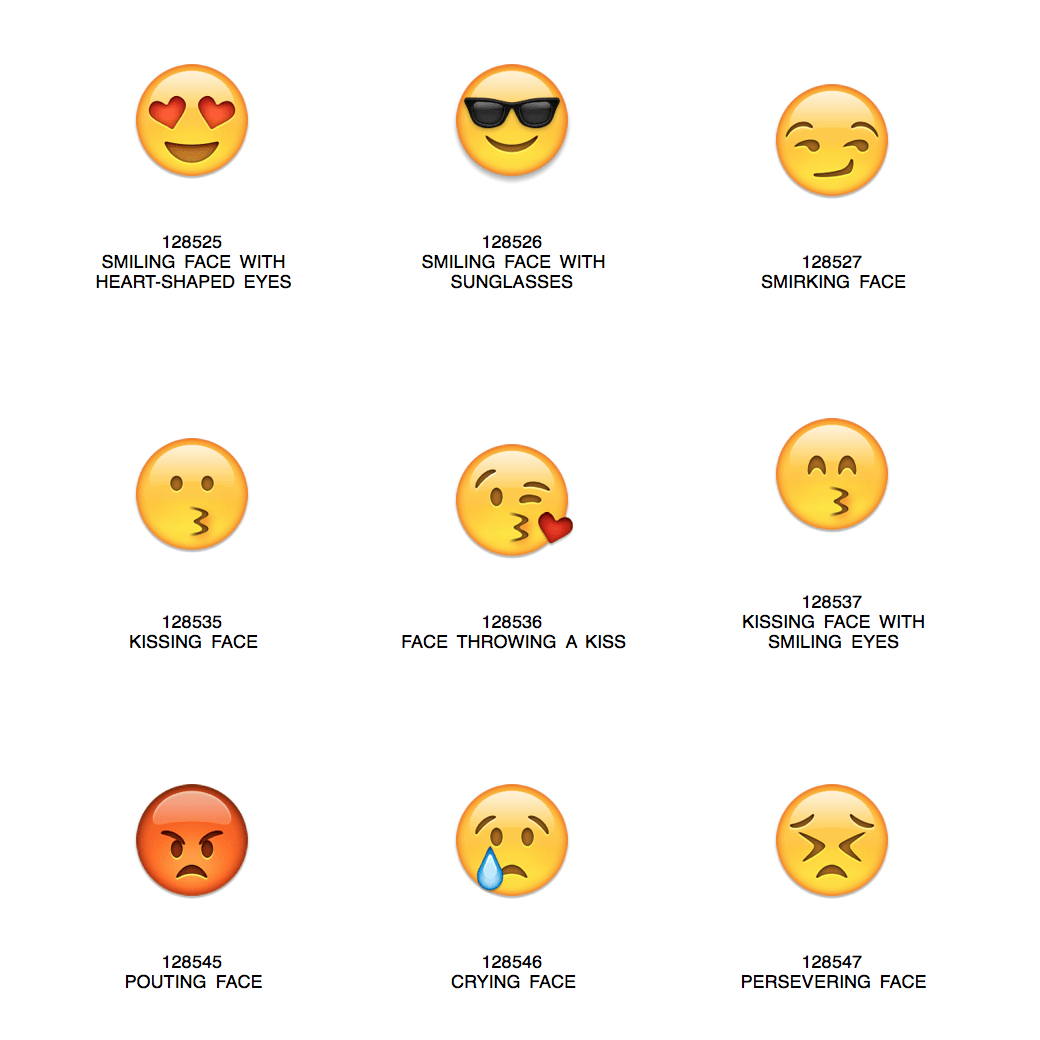 128525
SMILING FACE WITH
HEART-SHAPED EYES
128526
SMILING FACE WITH
SUNGLASSES
128527
SMIRKING FACE
128535
KISSING FACE
128536
FACE THROWING A KISS
128537
KISSING FACE WITH
SMILING EYES
128545
POUTING FACE
128546
CRYING FACE
128547
PERSEVERING FACE